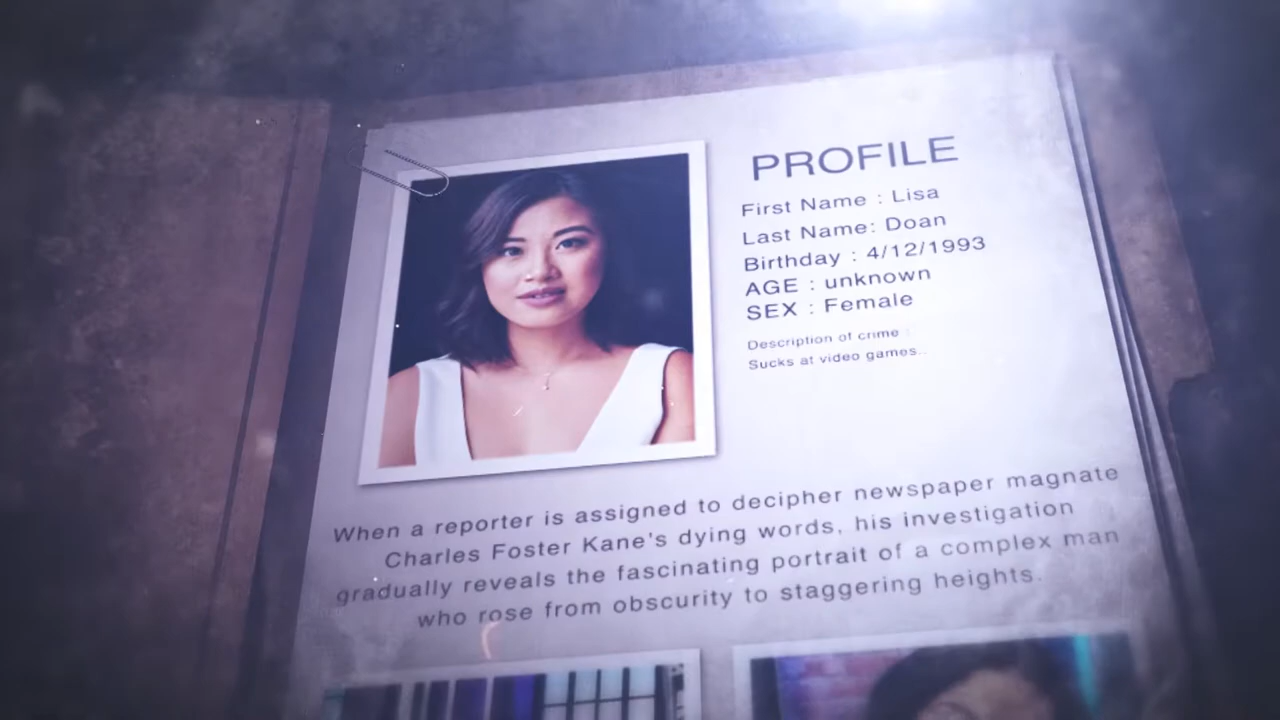 PROFILE
First Name : Lisa
Last Name: Doan
Birthday : 4/12/1993
AGE : unknown
SEX : Female
Description of crime :
Sucks at video games..
When a reporter is assigned to decipher newspaper magnate
Charles Foster Kane's dying words, his investigation
gradually reveals the fascinating portrait of a complex man
who rose from obscurity to staggering heights.